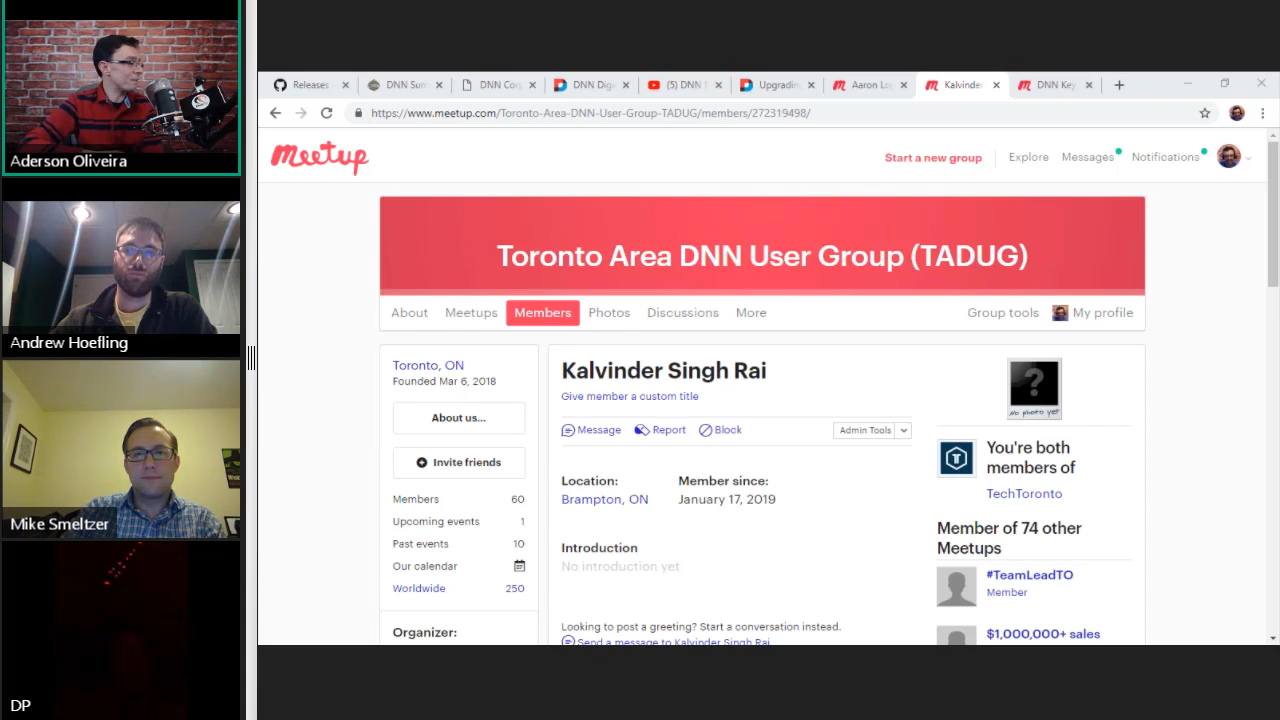 Aderson Oliveira
Andrew Hoefling
Mike Smeltzer
DP
Releases
DNN Sum
DNN Cor
DNN Dig
(5) DNN
Upgrading
Aaron Lo
Kalvinder
DNN Key
https://www.meetup.com/Toronto-Area-DNN-User-Group-TADUG/members/272319498/
Meetup
Start a new group
Explore
Messages
Notifications
Toronto Area DNN User Group (TADUG)
About
Meetups
Members
Photos
Discussions
More
Group tools
My profile
Toronto, ON
Founded Mar 6, 2018
About us...
Invite friends
Members 60
Upcoming events 1
Past events 10
Our calendar
Worldwide 250
Organizer:
Kalvinder Singh Rai
Give member a custom title
Message
Report
Block
Admin Tools
Location:
Brampton, ON
Member since:
January 17, 2019
Introduction
No introduction yet
Looking to post a greeting? Start a conversation instead.
Send a message to Kalvinder Singh Rai
?
No photo yet
You're both
members of
TechToronto
Member of 74 other
Meetups
#TeamLeadTO
Member
$1,000,000+ sales